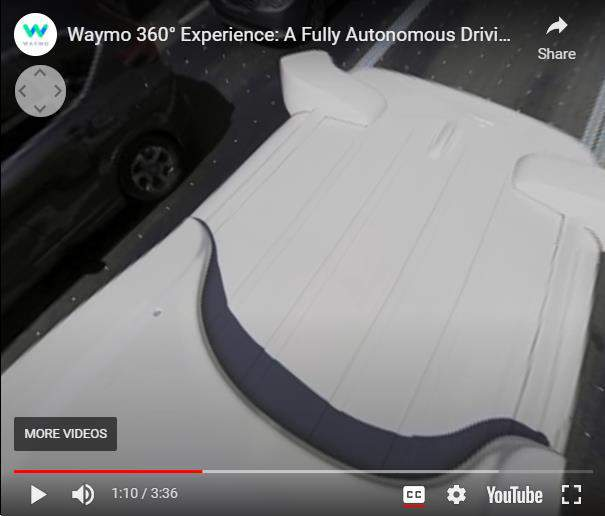 WAYMO
Waymo 360° Experience: A Fully Autonomous Drivi...
Share
MORE VIDEOS
1:10 / 3:36
CC
YouTube